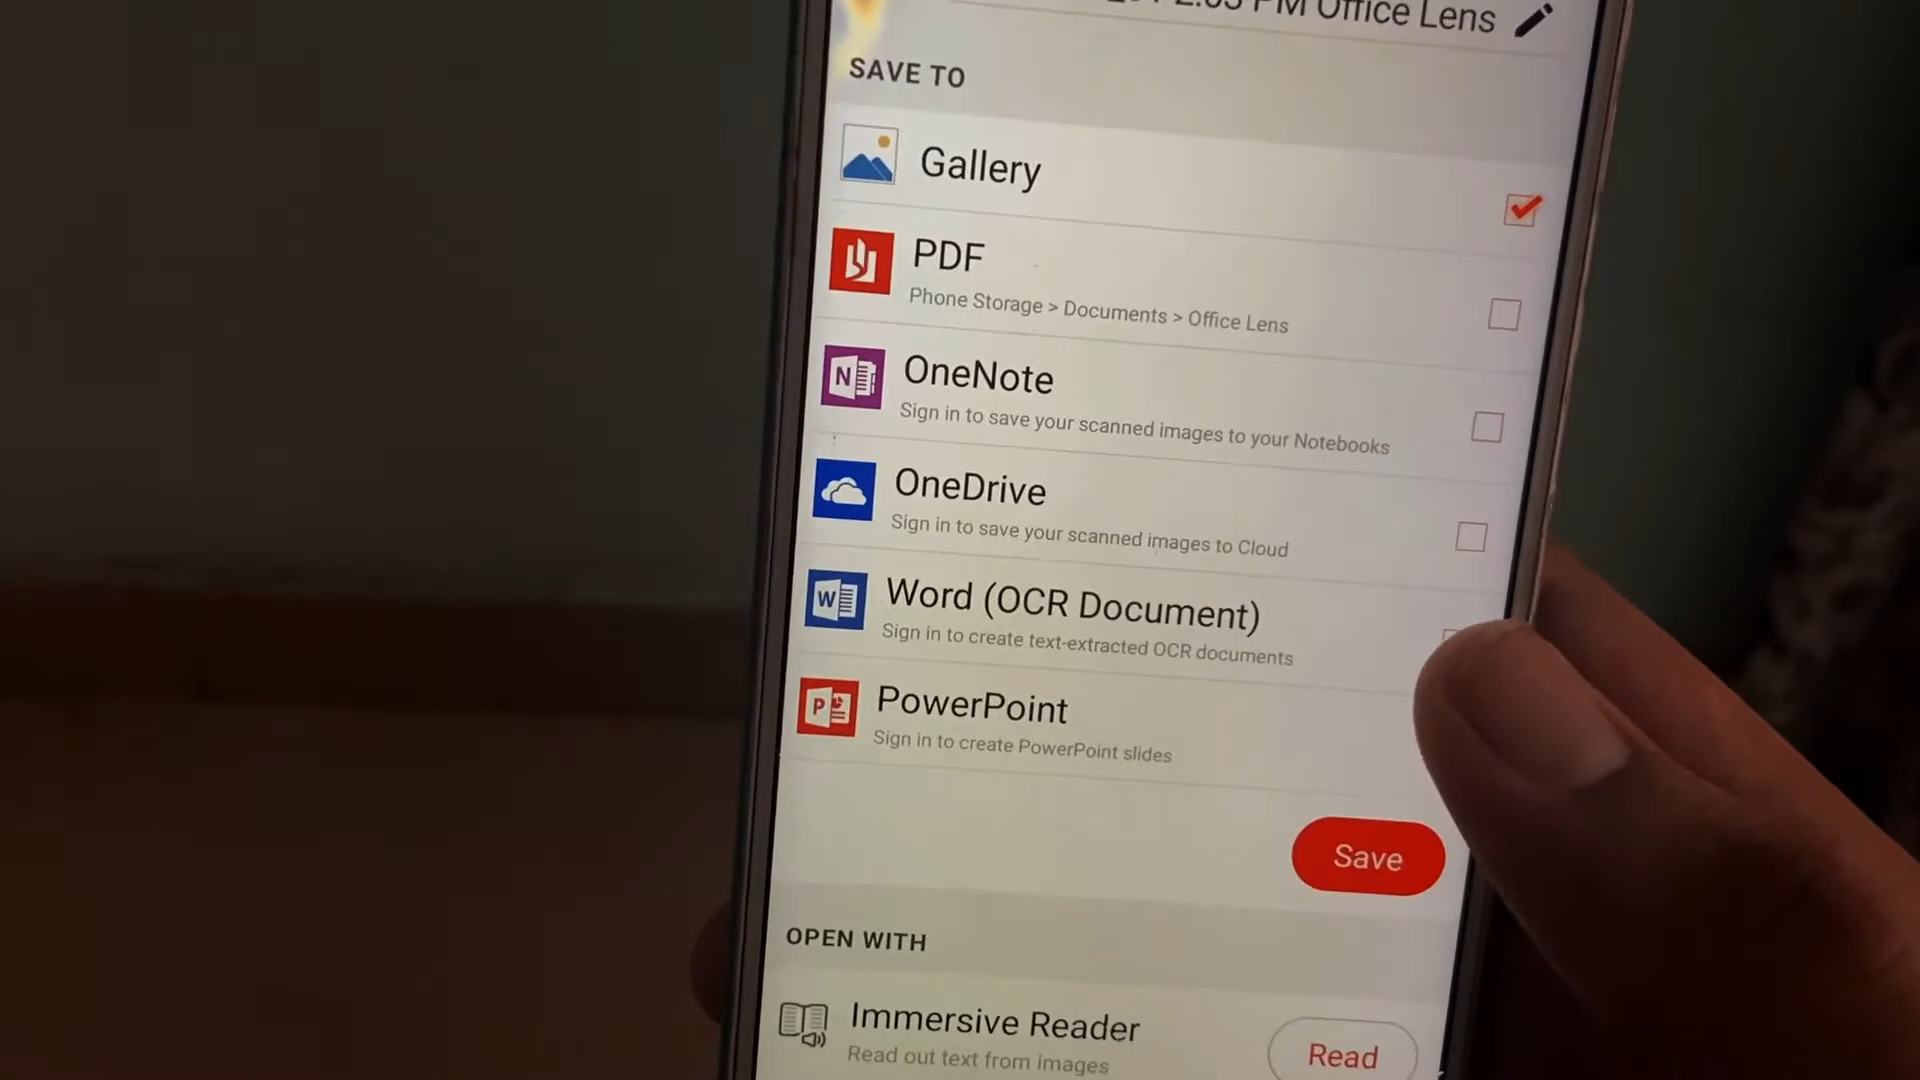 PM Office Lens
SAVE TO
Gallery
PDF
Phone Storage > Documents > Office Lens
OneNote
Sign in to save your scanned images to your Notebooks
OneDrive
Sign in to save your scanned images to Cloud
Word (OCR Document)
Sign in to create text-extracted OCR documents
PowerPoint
Sign in to create PowerPoint slides
Save
OPEN WITH
Immersive Reader
Read out text from images
Read